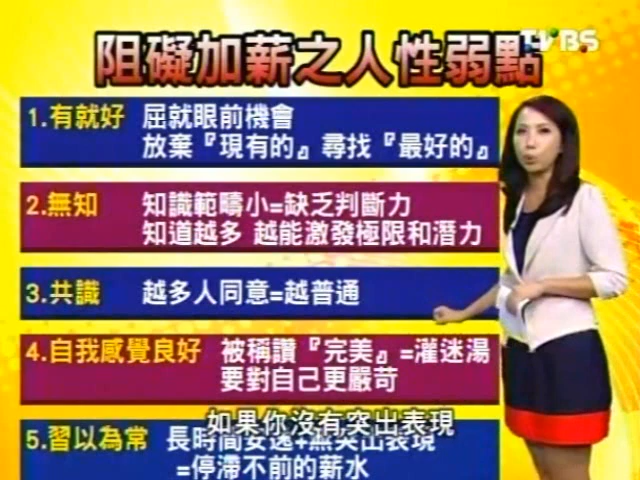 TVBS
阻礙加薪之人性弱點
1.有就好 屈就眼前機會
放棄『現有的』尋找『最好的』
2.無知 知識範疇小=缺乏判斷力
知道越多 越能激發極限和潛力
3.共識 越多人同意=越普通
4.自我感覺良好 被稱讚『完美』=灌迷湯
要對自己更嚴苛
如果你沒有突出表現
5.習以為常 長時間安逸+無突出表現
=停滯不前的薪水